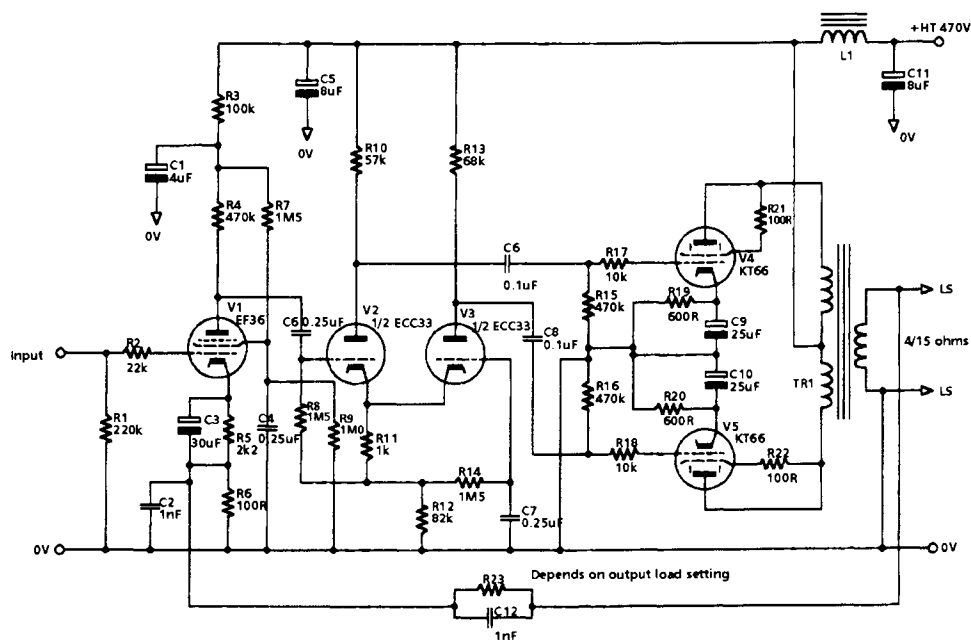 +HT 470V
L1
C5
8uF
C11
8uF
R3
100k
0V
0V
R10
57k
R13
68k
C1
4uF
R4
470k
R7
1M5
R21
100R
0V
V4
KT66
C6
0.1uF
R17
10k
R15
470k
R19
600R
C9
25uF
V1
EF36
C6 0.25uF
V2
1/2 ECC33
V3
1/2 ECC33
C8
0.1uF
LS
4/15 ohms
LS
input
R2
22k
C10
25uF
TR1
R16
470k
R20
600R
R1
220k
C3
30uF
R5
2k2
C4
0.25uF
R8
1M5
R9
1M0
R11
1k
V5
KT66
R18
10k
R22
100R
R14
1M5
C2
1nF
R6
100R
R12
82k
C7
0.25uF
0V
0V
Depends on output load setting
R23
C12
1nF